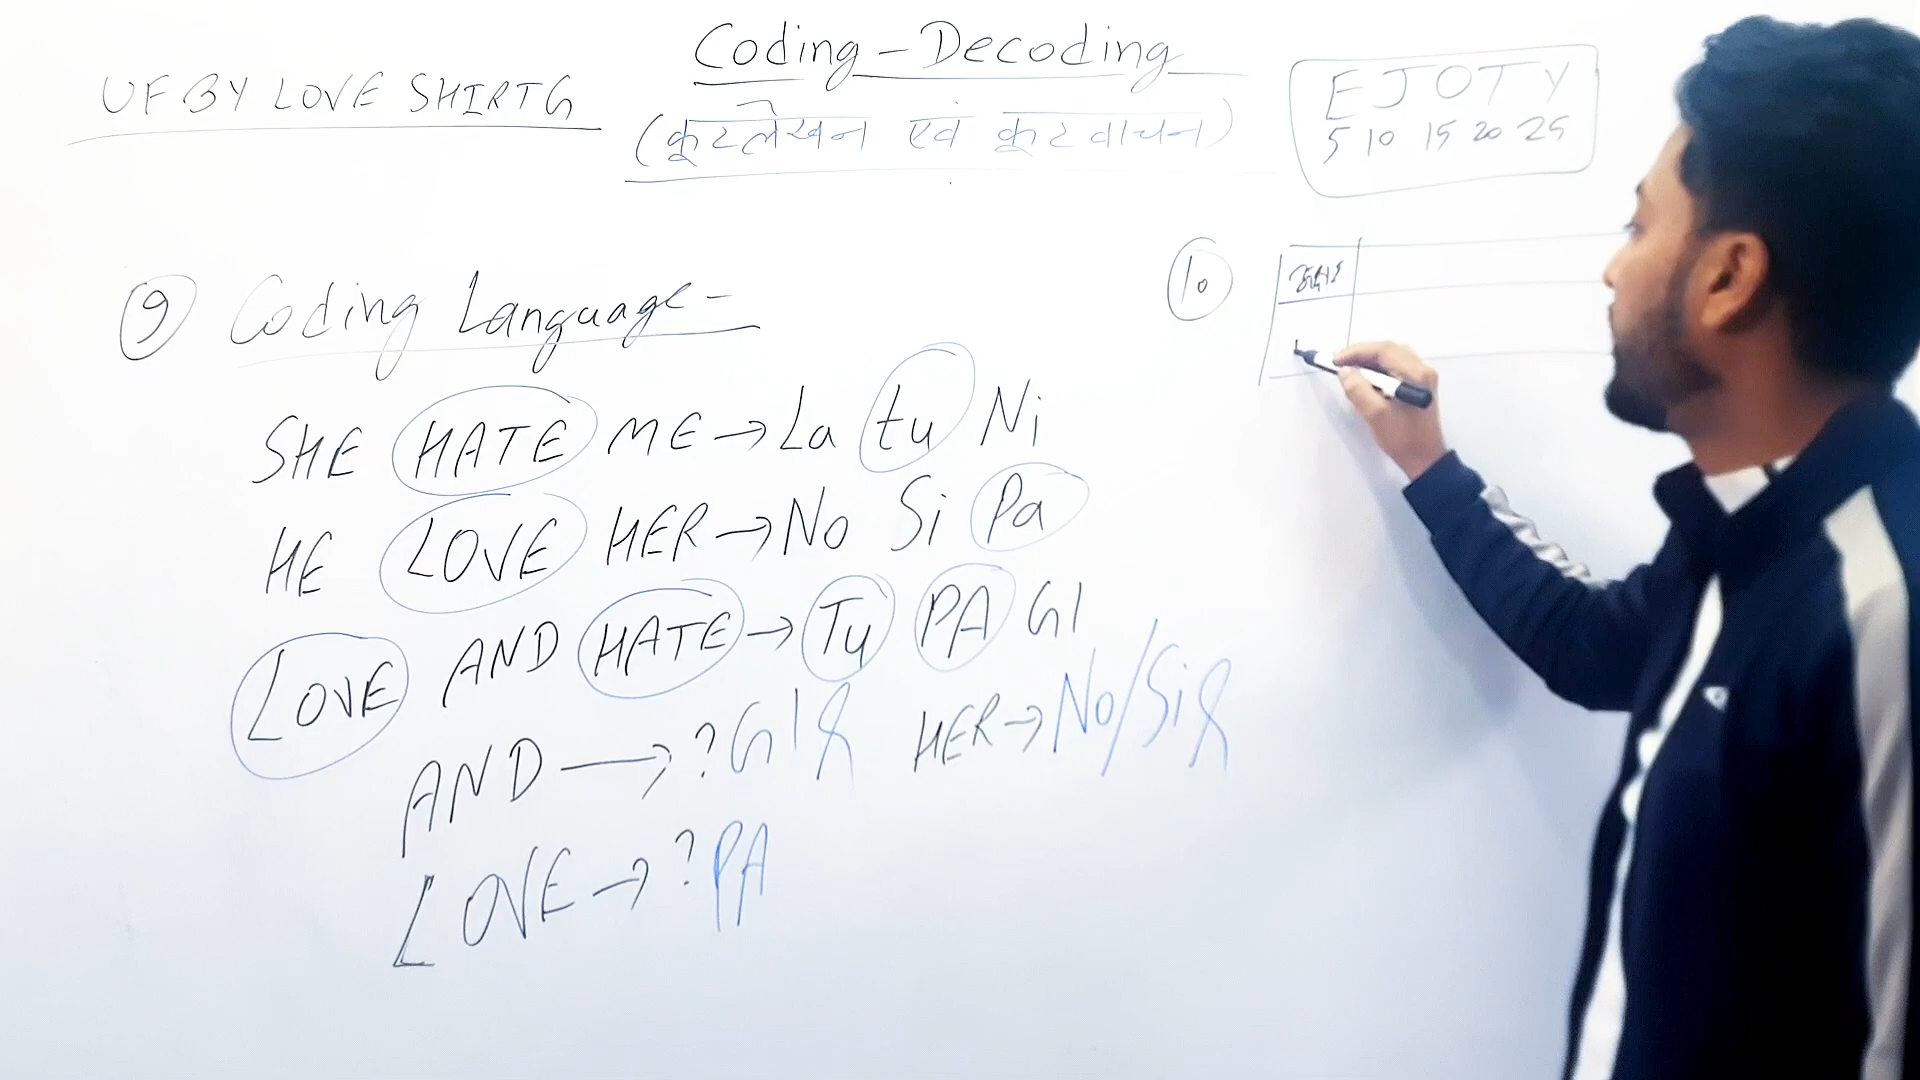 Coding - Decoding
UF BY LOVE SHIRTG
(कूटलेखन एवं कूटवाचन)
E J O T Y
5 10 15 20 25
9 Coding Language -
SHE HATE ME → La tu Ni
HE LOVE HER → No Si Pa
LOVE AND HATE → Tu PA GI
AND → ? GI
HER → No/Si
LOVE → ? PA
10